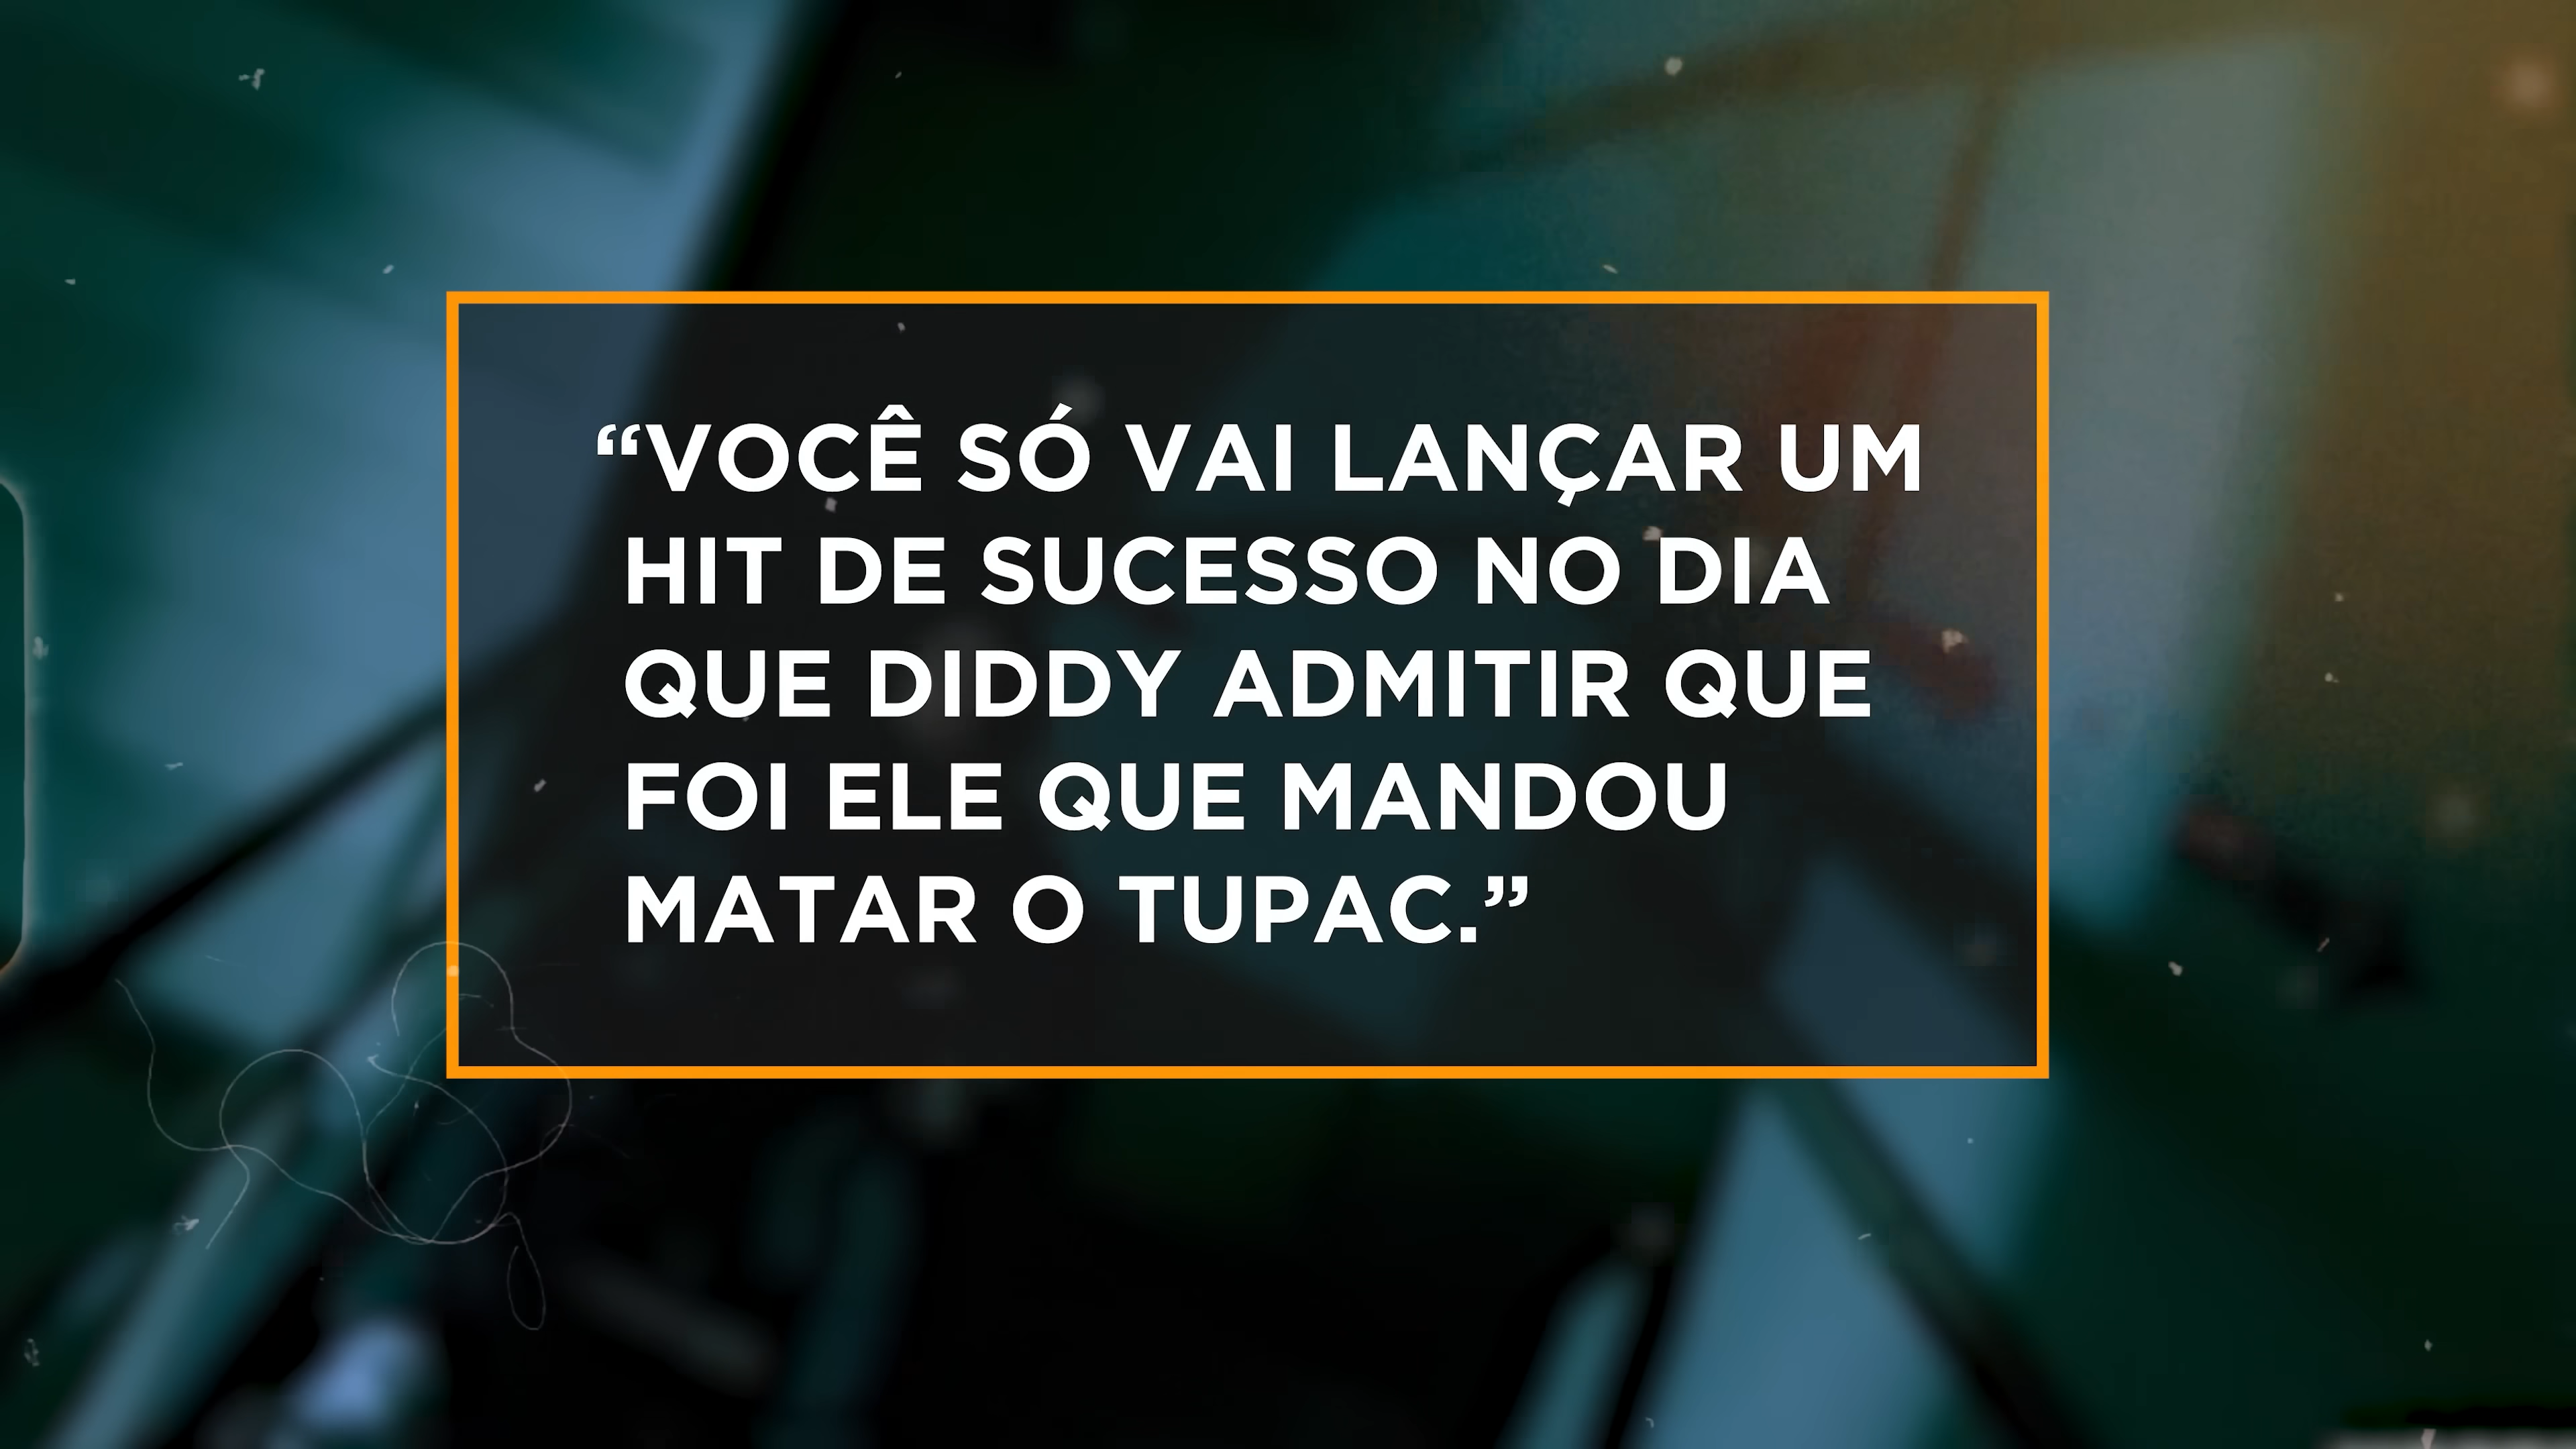 “VOCÊ SÓ VAI LANÇAR UM
HIT DE SUCESSO NO DIA
QUE DIDDY ADMITIR QUE
FOI ELE QUE MANDOU
MATAR O TUPAC.”